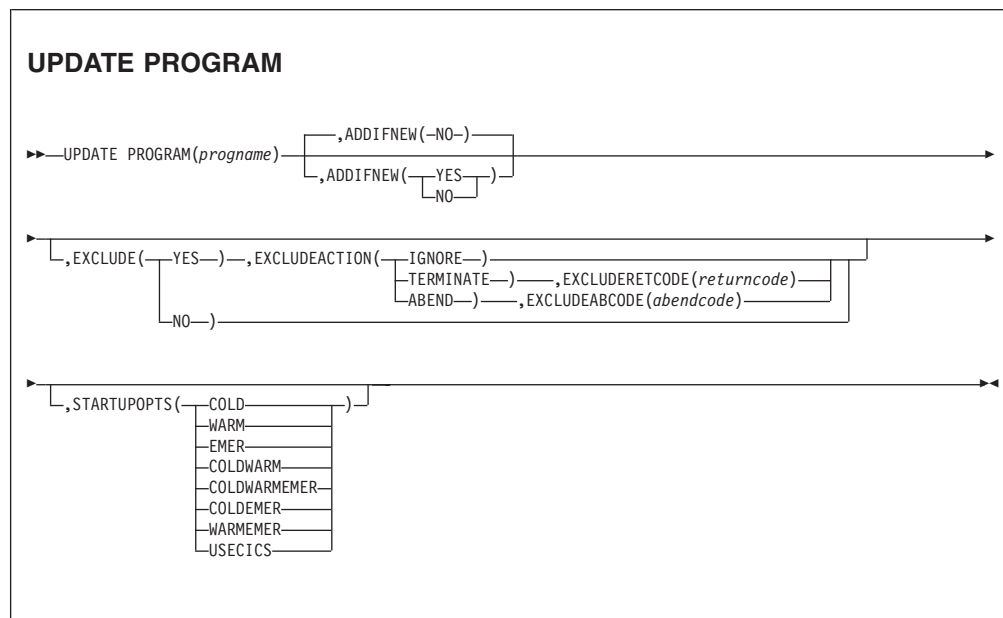 UPDATE PROGRAM
,ADDIFNEW(NO)
UPDATE PROGRAM(progname)
,ADDIFNEW(YES)
NO
,EXCLUDE(YES),EXCLUDEACTION(IGNORE)
TERMINATE),EXCLUDERETCODE(returncode)
ABEND),EXCLUDEABCODE(abendcode)
NO)
,STARTUPOPTS(COLD)
WARM
EMER
COLDWARM
COLDWARMEMER
COLDEMER
WARMEMER
USECICS